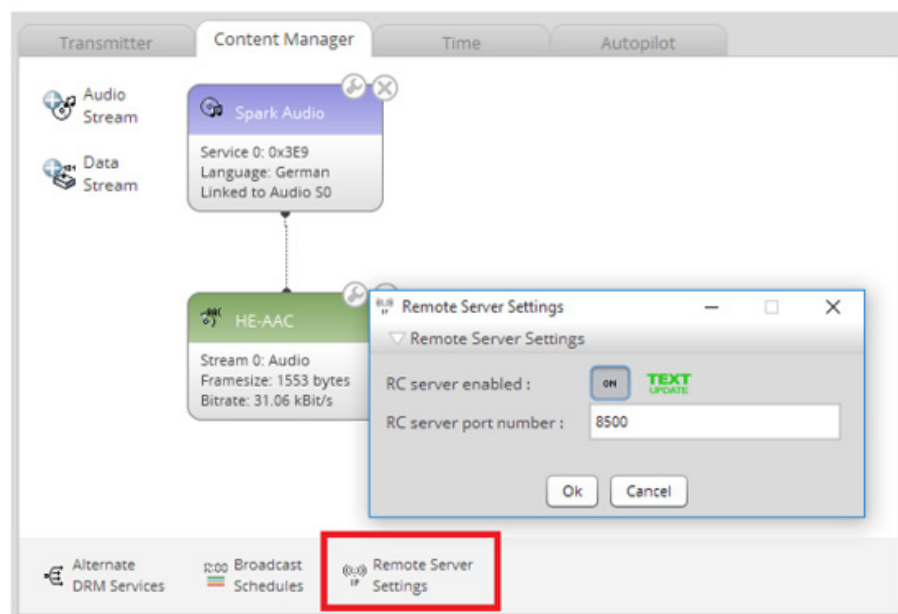 Transmitter
Content Manager
Time
Autopilot
Audio
Stream
Data
Stream
Spark Audio
Service 0: 0x3E9
Language: German
Linked to Audio S0
HE-AAC
Stream 0: Audio
Framesize: 1553 bytes
Bitrate: 31.06 kBit/s
Remote Server Settings
Remote Server Settings
RC server enabled :
ON
TEXT
UPDATE
RC server port number :
8500
Ok
Cancel
Alternate
DRM Services
12:00
Broadcast
Schedules
IP
Remote Server
Settings